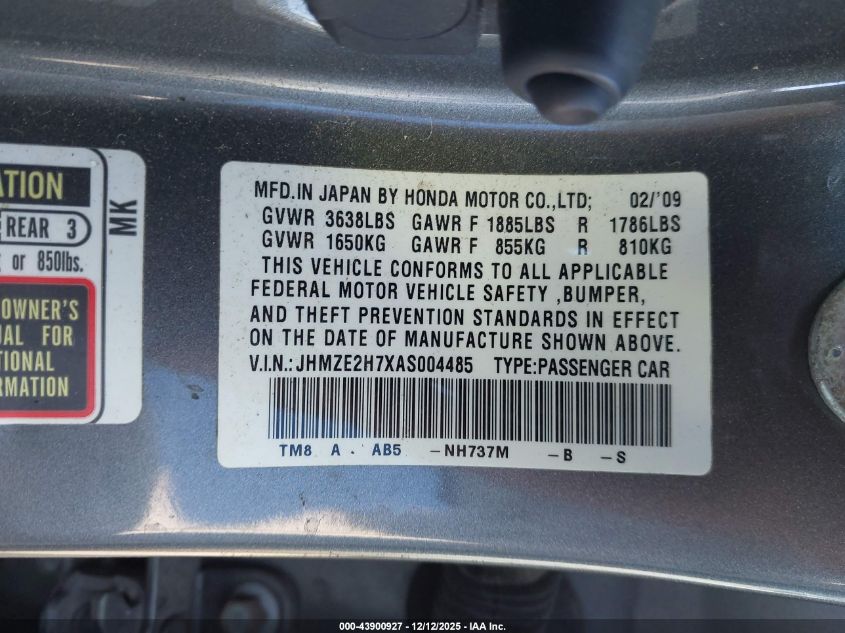 ATION
REAR 3
or 850lbs.
OWNER'S
UAL FOR
TIONAL
RMATION
MK
MFD.IN JAPAN BY HONDA MOTOR CO.,LTD; 02/'09
GVWR 3638LBS GAWR F 1885LBS R 1786LBS
GVWR 1650KG GAWR F 855KG R 810KG
THIS VEHICLE CONFORMS TO ALL APPLICABLE
FEDERAL MOTOR VEHICLE SAFETY ,BUMPER,
AND THEFT PREVENTION STANDARDS IN EFFECT
ON THE DATE OF MANUFACTURE SHOWN ABOVE.
V.I.N.:JHMZE2H7XAS004485 TYPE:PASSENGER CAR
TM8 A . AB5 -NH737M -B -S
000-43900927 • 12/12/2025 • IAA Inc.